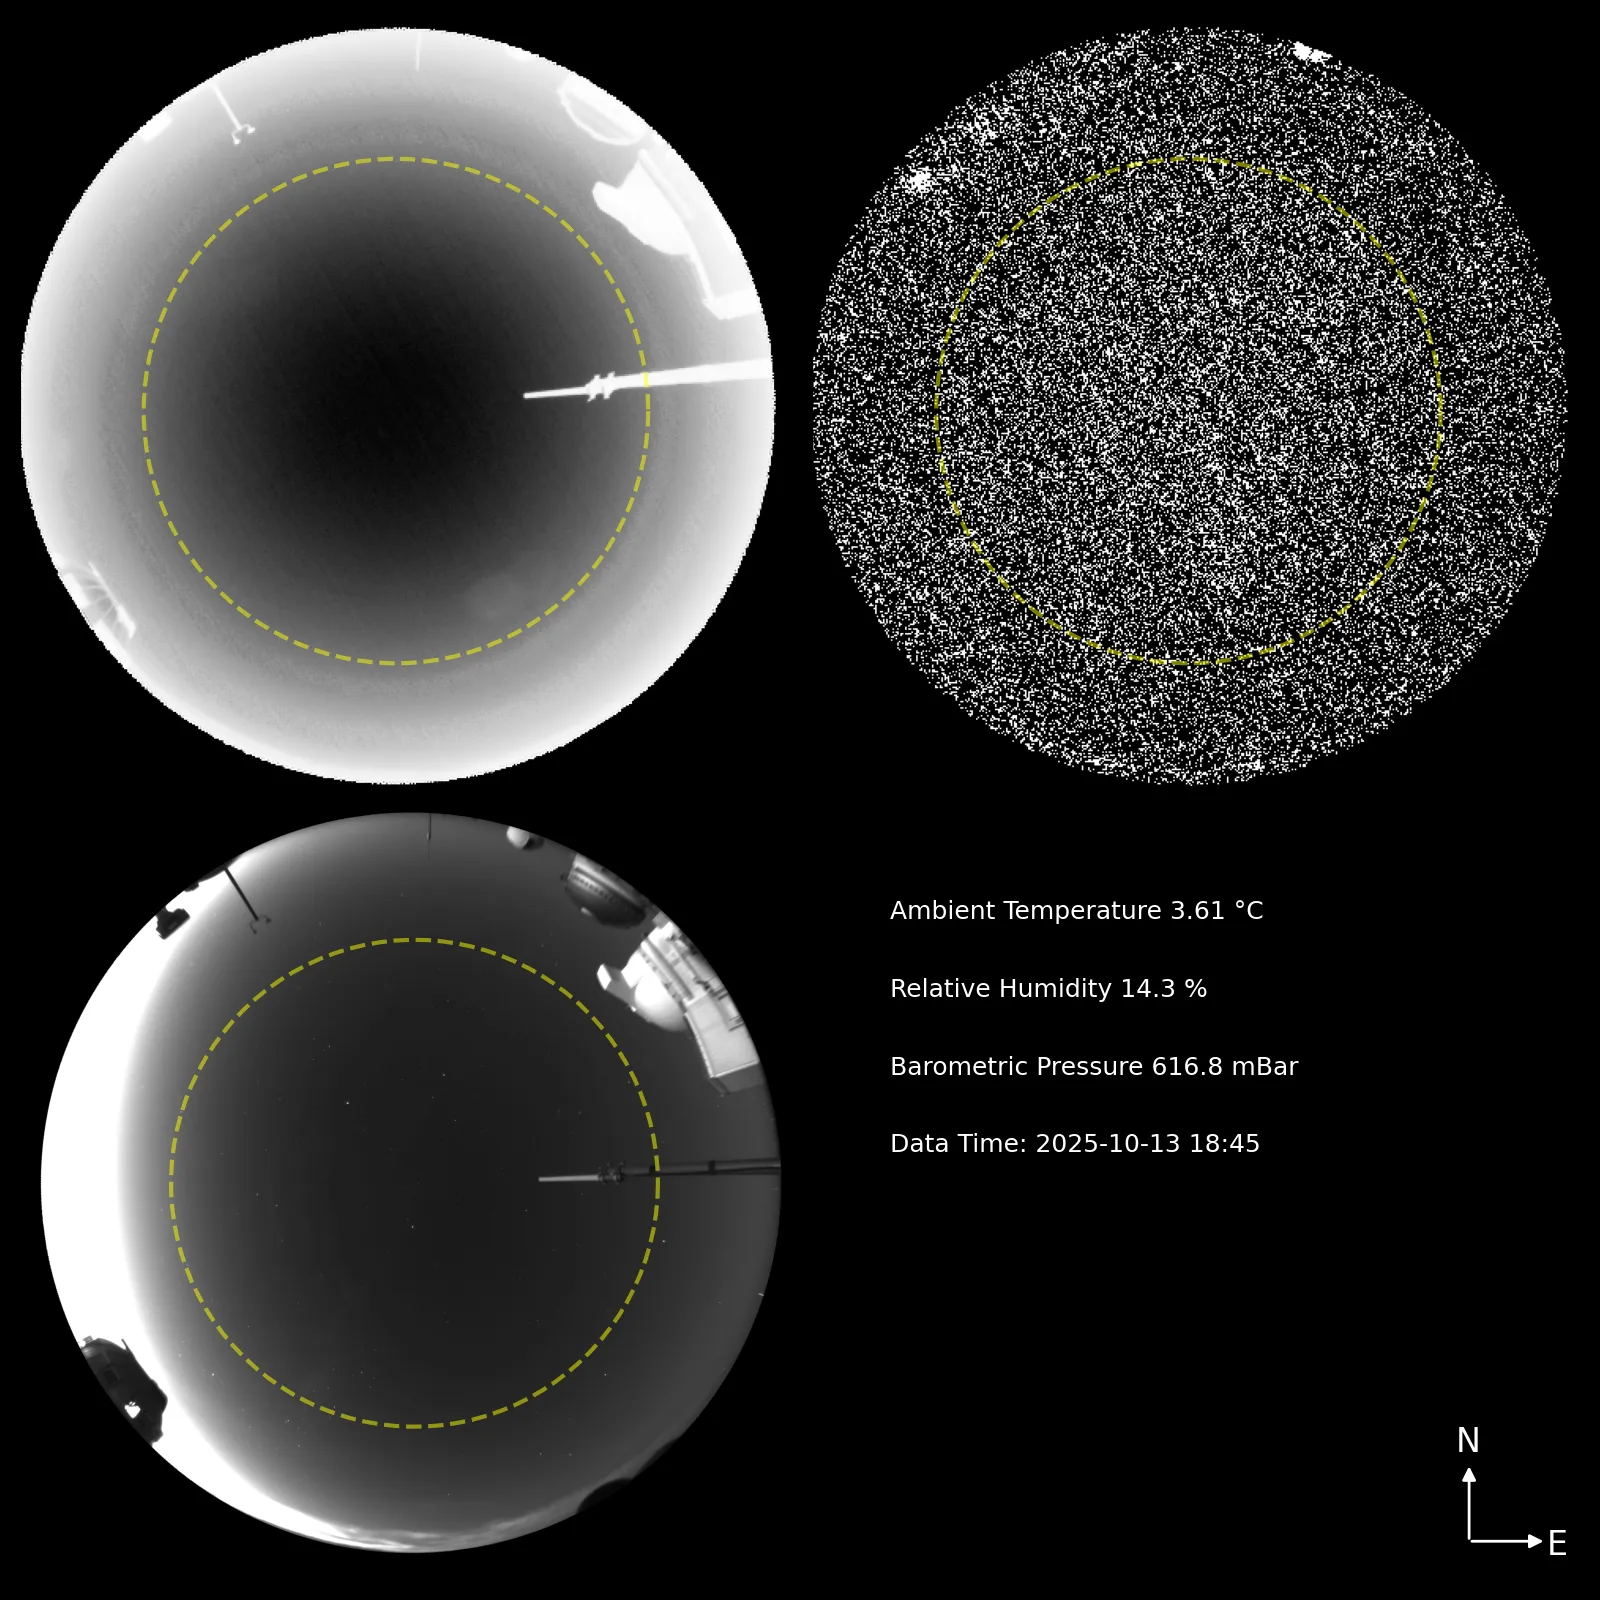 Ambient Temperature 3.61 °C
Relative Humidity 14.3 %
Barometric Pressure 616.8 mBar
Data Time: 2025-10-13 18:45
N
E